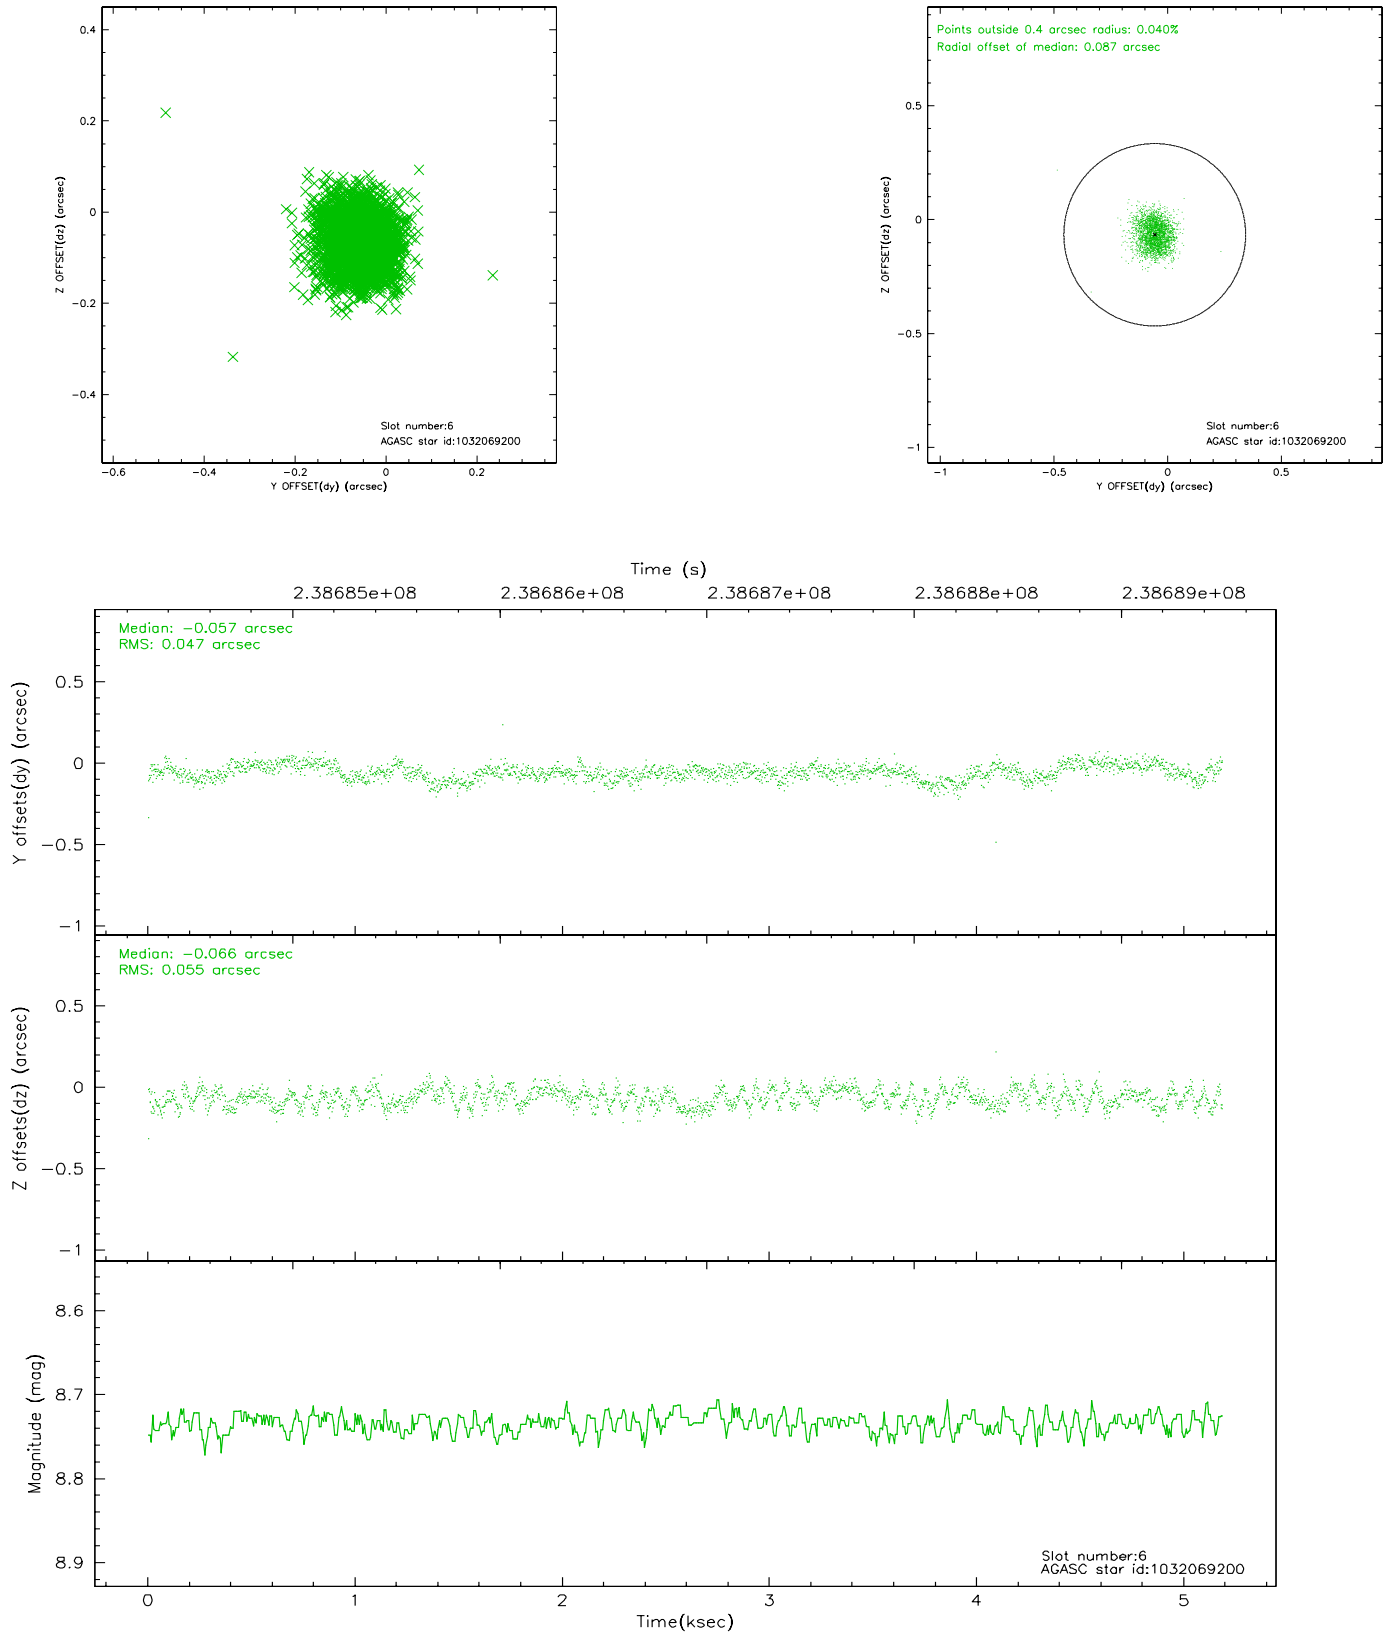 0.4
0.2
0
-0.2
-0.4
Z OFFSET(dz) (arcsec)
Slot number:6
AGASC star id:1032069200
-0.6 -0.4 -0.2 0 0.2
Y OFFSET(dy) (arcsec)
Points outside 0.4 arcsec radius: 0.040%
Radial offset of median: 0.087 arcsec
0.5
0
-0.5
-1
Z OFFSET(dz) (arcsec)
Slot number:6
AGASC star id:1032069200
-1 -0.5 0 0.5
Y OFFSET(dy) (arcsec)
Time (s)
2.38685e+08 2.38686e+08 2.38687e+08 2.38688e+08 2.38689e+08
Median: -0.057 arcsec
RMS: 0.047 arcsec
0.5
0
-0.5
-1
Y offsets(dy) (arcsec)
Median: -0.066 arcsec
RMS: 0.055 arcsec
0.5
0
-0.5
-1
Z offsets(dz) (arcsec)
8.6
8.7
8.8
8.9
Magnitude (mag)
Slot number:6
AGASC star id:1032069200
0 1 2 3 4 5
Time(ksec)